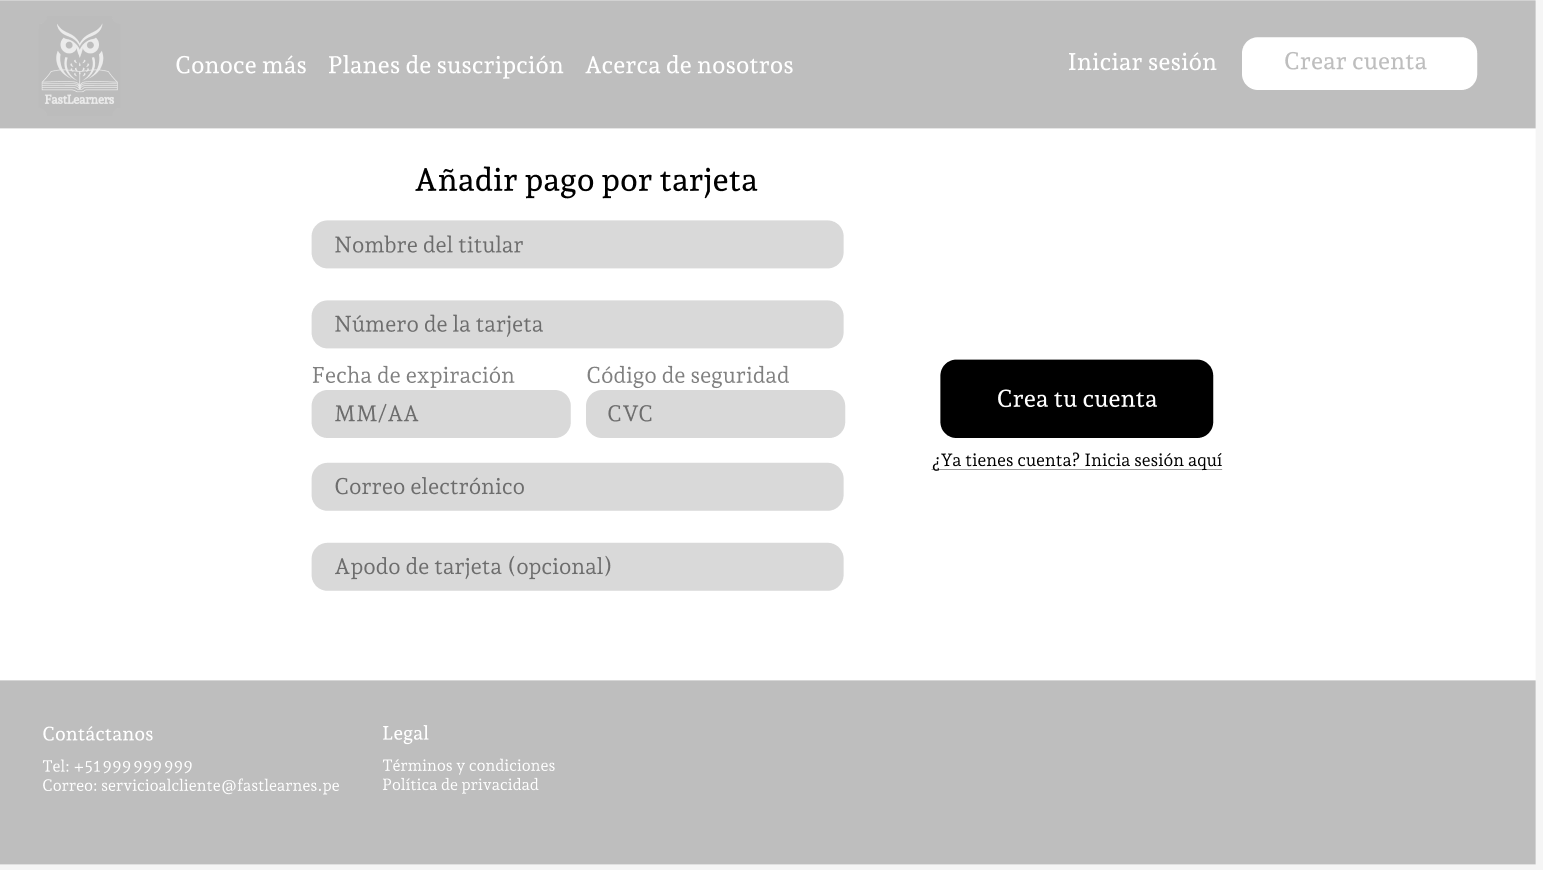 FastLearners
Conoce más Planes de suscripción Acerca de nosotros
Iniciar sesión
Crear cuenta
Añadir pago por tarjeta
Nombre del titular
Número de la tarjeta
Fecha de expiración Código de seguridad
MM/AA CVC
Correo electrónico
Apodo de tarjeta (opcional)
Crea tu cuenta
¿Ya tienes cuenta? Inicia sesión aquí
Contáctanos
Tel: +51999999999
Correo: servicioalcliente@fastlearnes.pe
Legal
Términos y condiciones
Política de privacidad